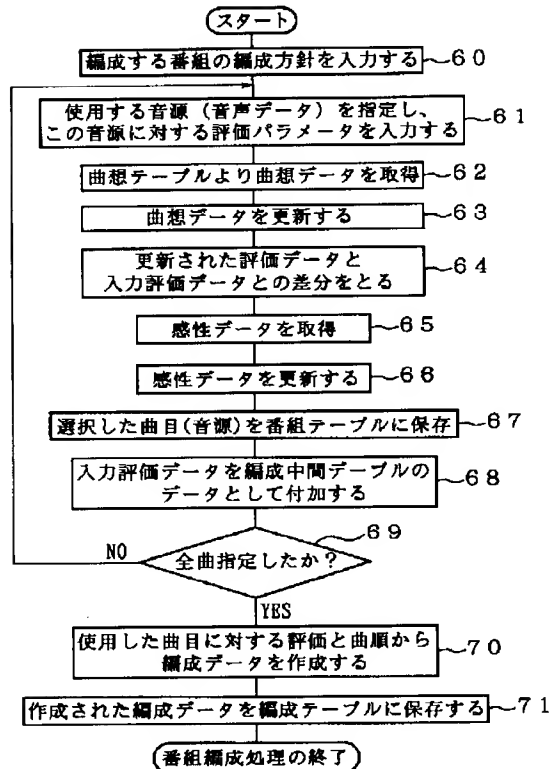 スタート
編成する番組の編成方針を入力する
60
使用する音源（音声データ）を指定し、
この音源に対する評価パラメータを入力する
61
曲想テーブルより曲想データを取得
62
曲想データを更新する
63
更新された評価データと
入力評価データとの差分をとる
64
感性データを取得
65
感性データを更新する
66
選択した曲目(音源)を番組テーブルに保存
67
入力評価データを編成中間テーブルの
データとして付加する
68
全曲指定したか？
69
NO
YES
使用した曲目に対する評価と曲順から
編成データを作成する
70
作成された編成データを編成テーブルに保存する
71
番組編成処理の終了